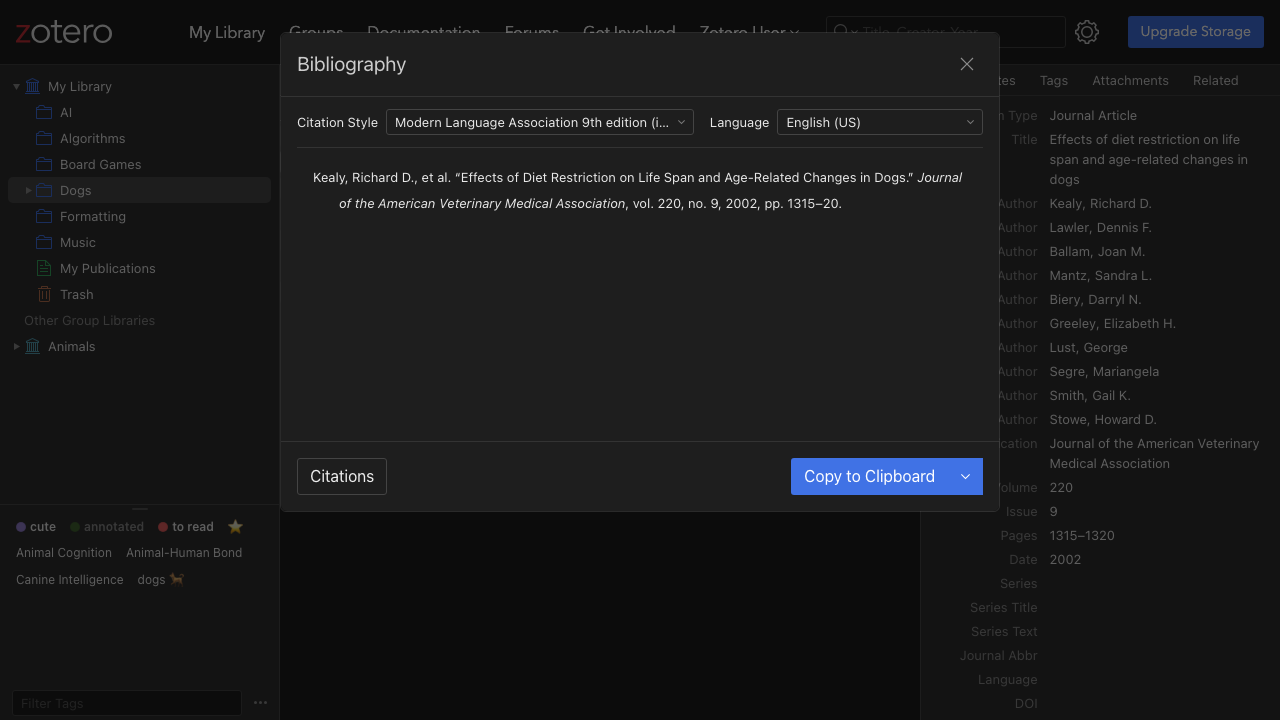 zotero
My Library
Groups
Documentation
Forums
Get Involved
Zotero User
Title, Creator, Year
Upgrade Storage
My Library
AI
Algorithms
Board Games
Dogs
Formatting
Music
My Publications
Trash
Other Group Libraries
Animals
cute annotated to read
Animal Cognition Animal-Human Bond
Canine Intelligence dogs
Filter Tags
Bibliography
Citation Style Modern Language Association 9th edition (i... Language English (US)
Kealy, Richard D., et al. “Effects of Diet Restriction on Life Span and Age-Related Changes in Dogs.” Journal
of the American Veterinary Medical Association, vol. 220, no. 9, 2002, pp. 1315–20.
Citations
Copy to Clipboard
Tags Attachments Related
Type Journal Article
Title Effects of diet restriction on life
span and age-related changes in
dogs
Author Kealy, Richard D.
Author Lawler, Dennis F.
Author Ballam, Joan M.
Author Mantz, Sandra L.
Author Biery, Darryl N.
Author Greeley, Elizabeth H.
Author Lust, George
Author Segre, Mariangela
Author Smith, Gail K.
Author Stowe, Howard D.
cation Journal of the American Veterinary
Medical Association
Volume 220
Issue 9
Pages 1315–1320
Date 2002
Series
Series Title
Series Text
Journal Abbr
Language
DOI